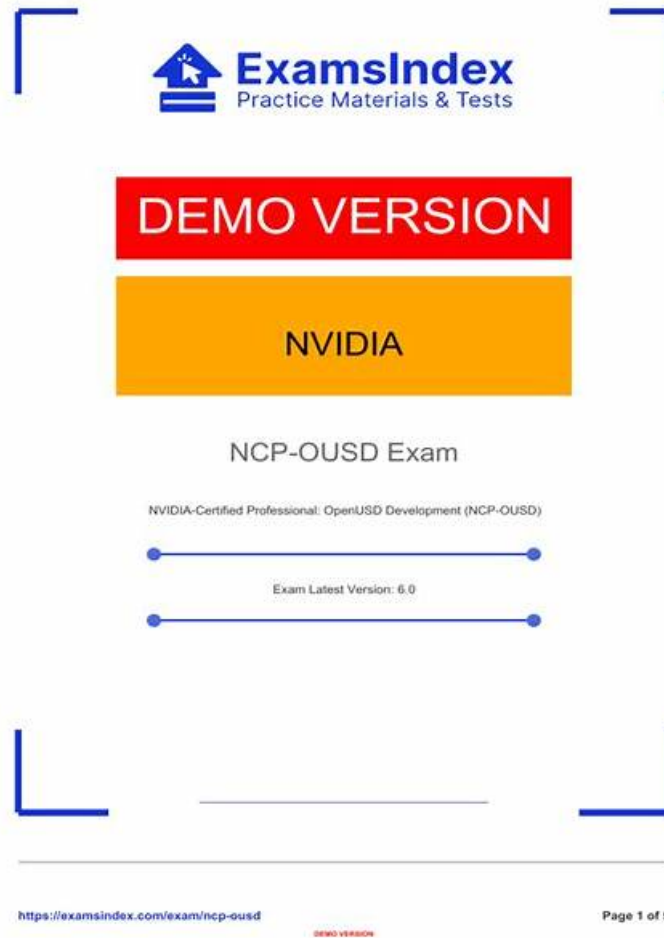 ExamsIndex
Practice Materials & Tests
DEMO VERSION
NVIDIA
NCP-OUSD Exam
NVIDIA-Certified Professional: OpenUSD Development (NCP-OUSD)
Exam Latest Version: 6.0
https://examsindex.com/exam/ncp-ousd
Page 1 of
DEMO VERSION